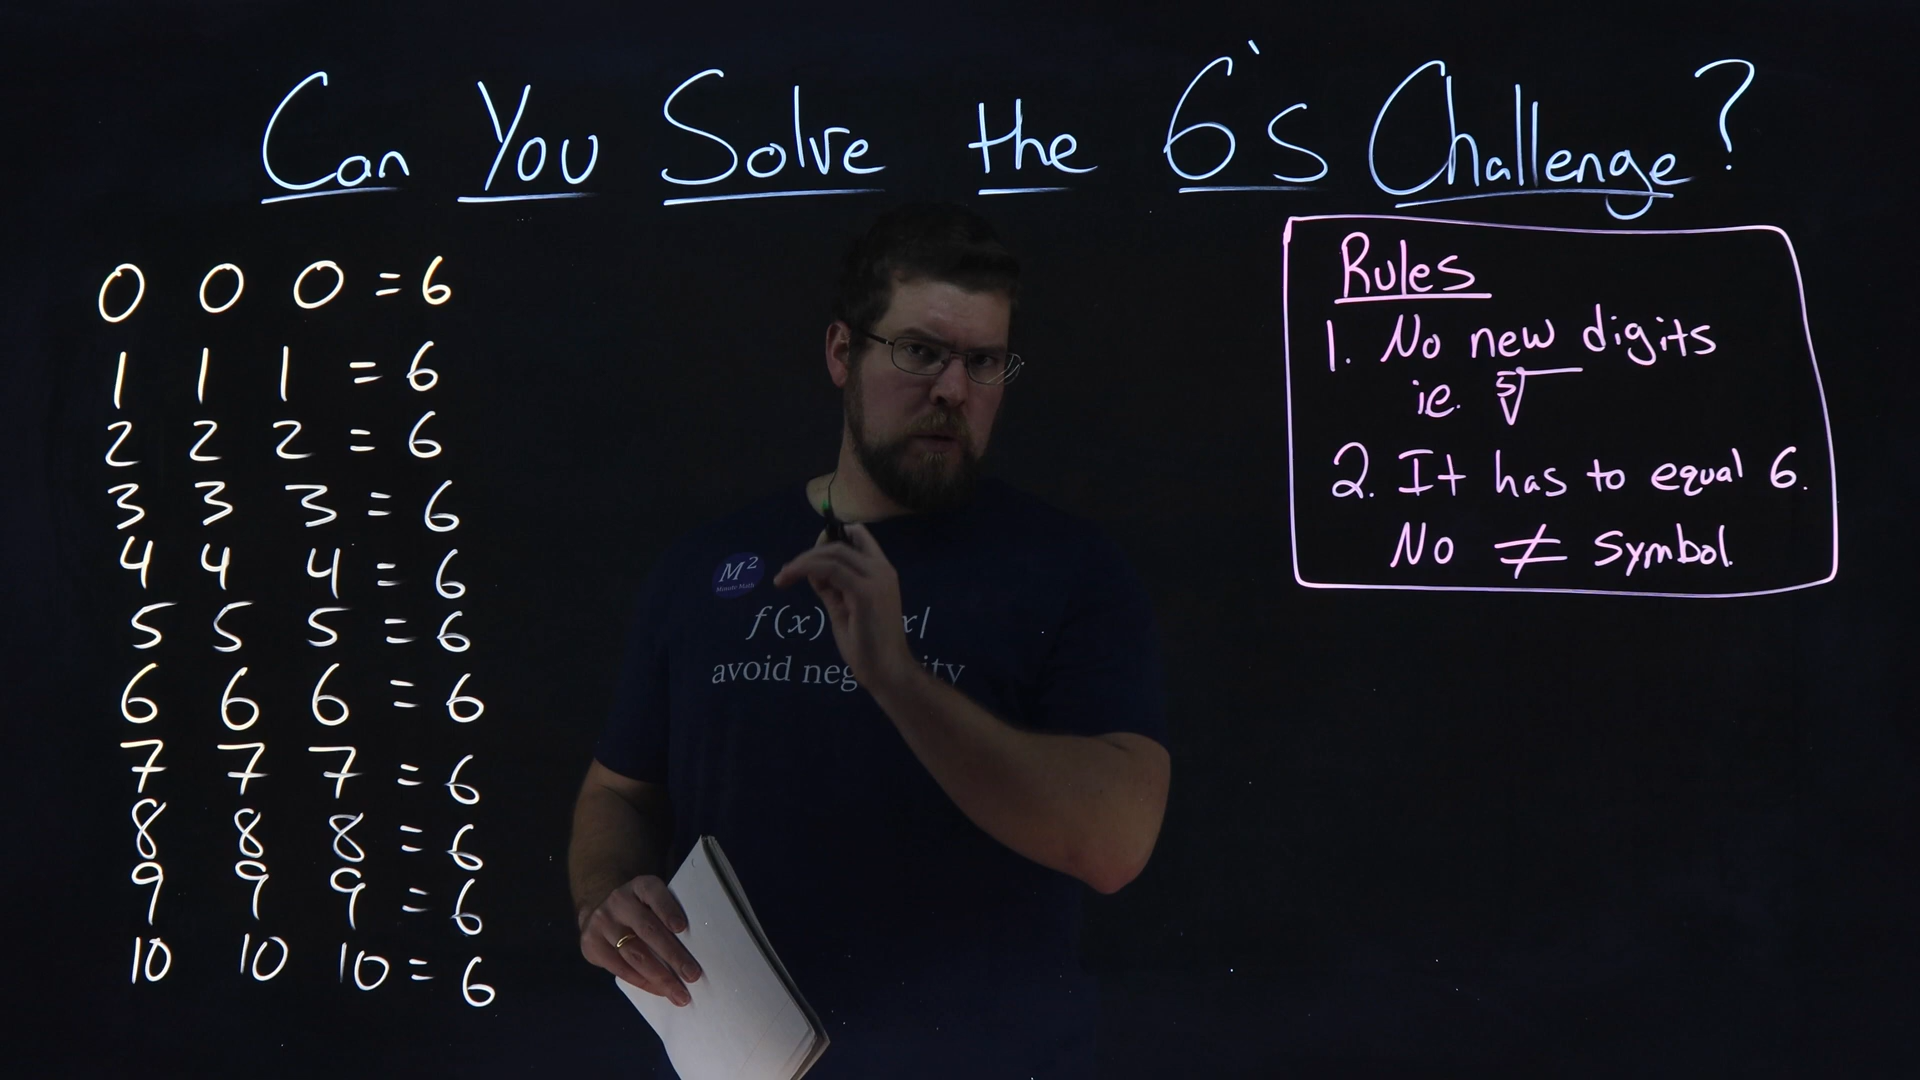 Can You Solve the 6's Challenge?
0 0 0 = 6
1 1 1 = 6
2 2 2 = 6
3 3 3 = 6
4 4 4 = 6
5 5 5 = 6
6 6 6 = 6
7 7 7 = 6
8 8 8 = 6
9 9 9 = 6
10 10 10 = 6
Rules
1. No new digits
ie. ⁵√
2. It has to equal 6.
No ≠ symbol.
M²
Minute Math
f(x) x|
avoid neg ity